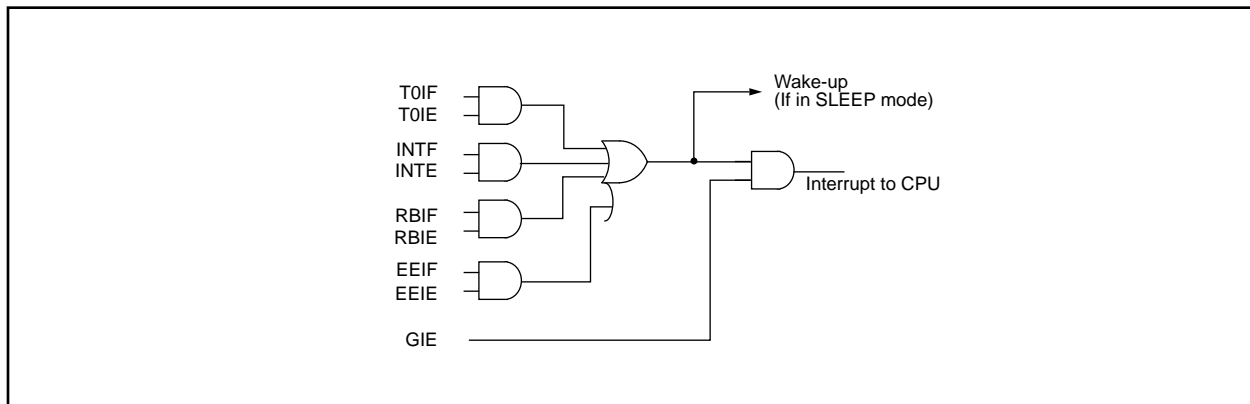 T0IF
T0IE
INTF
INTE
RBIF
RBIE
EEIF
EEIE
GIE
Wake-up
(If in SLEEP mode)
Interrupt to CPU